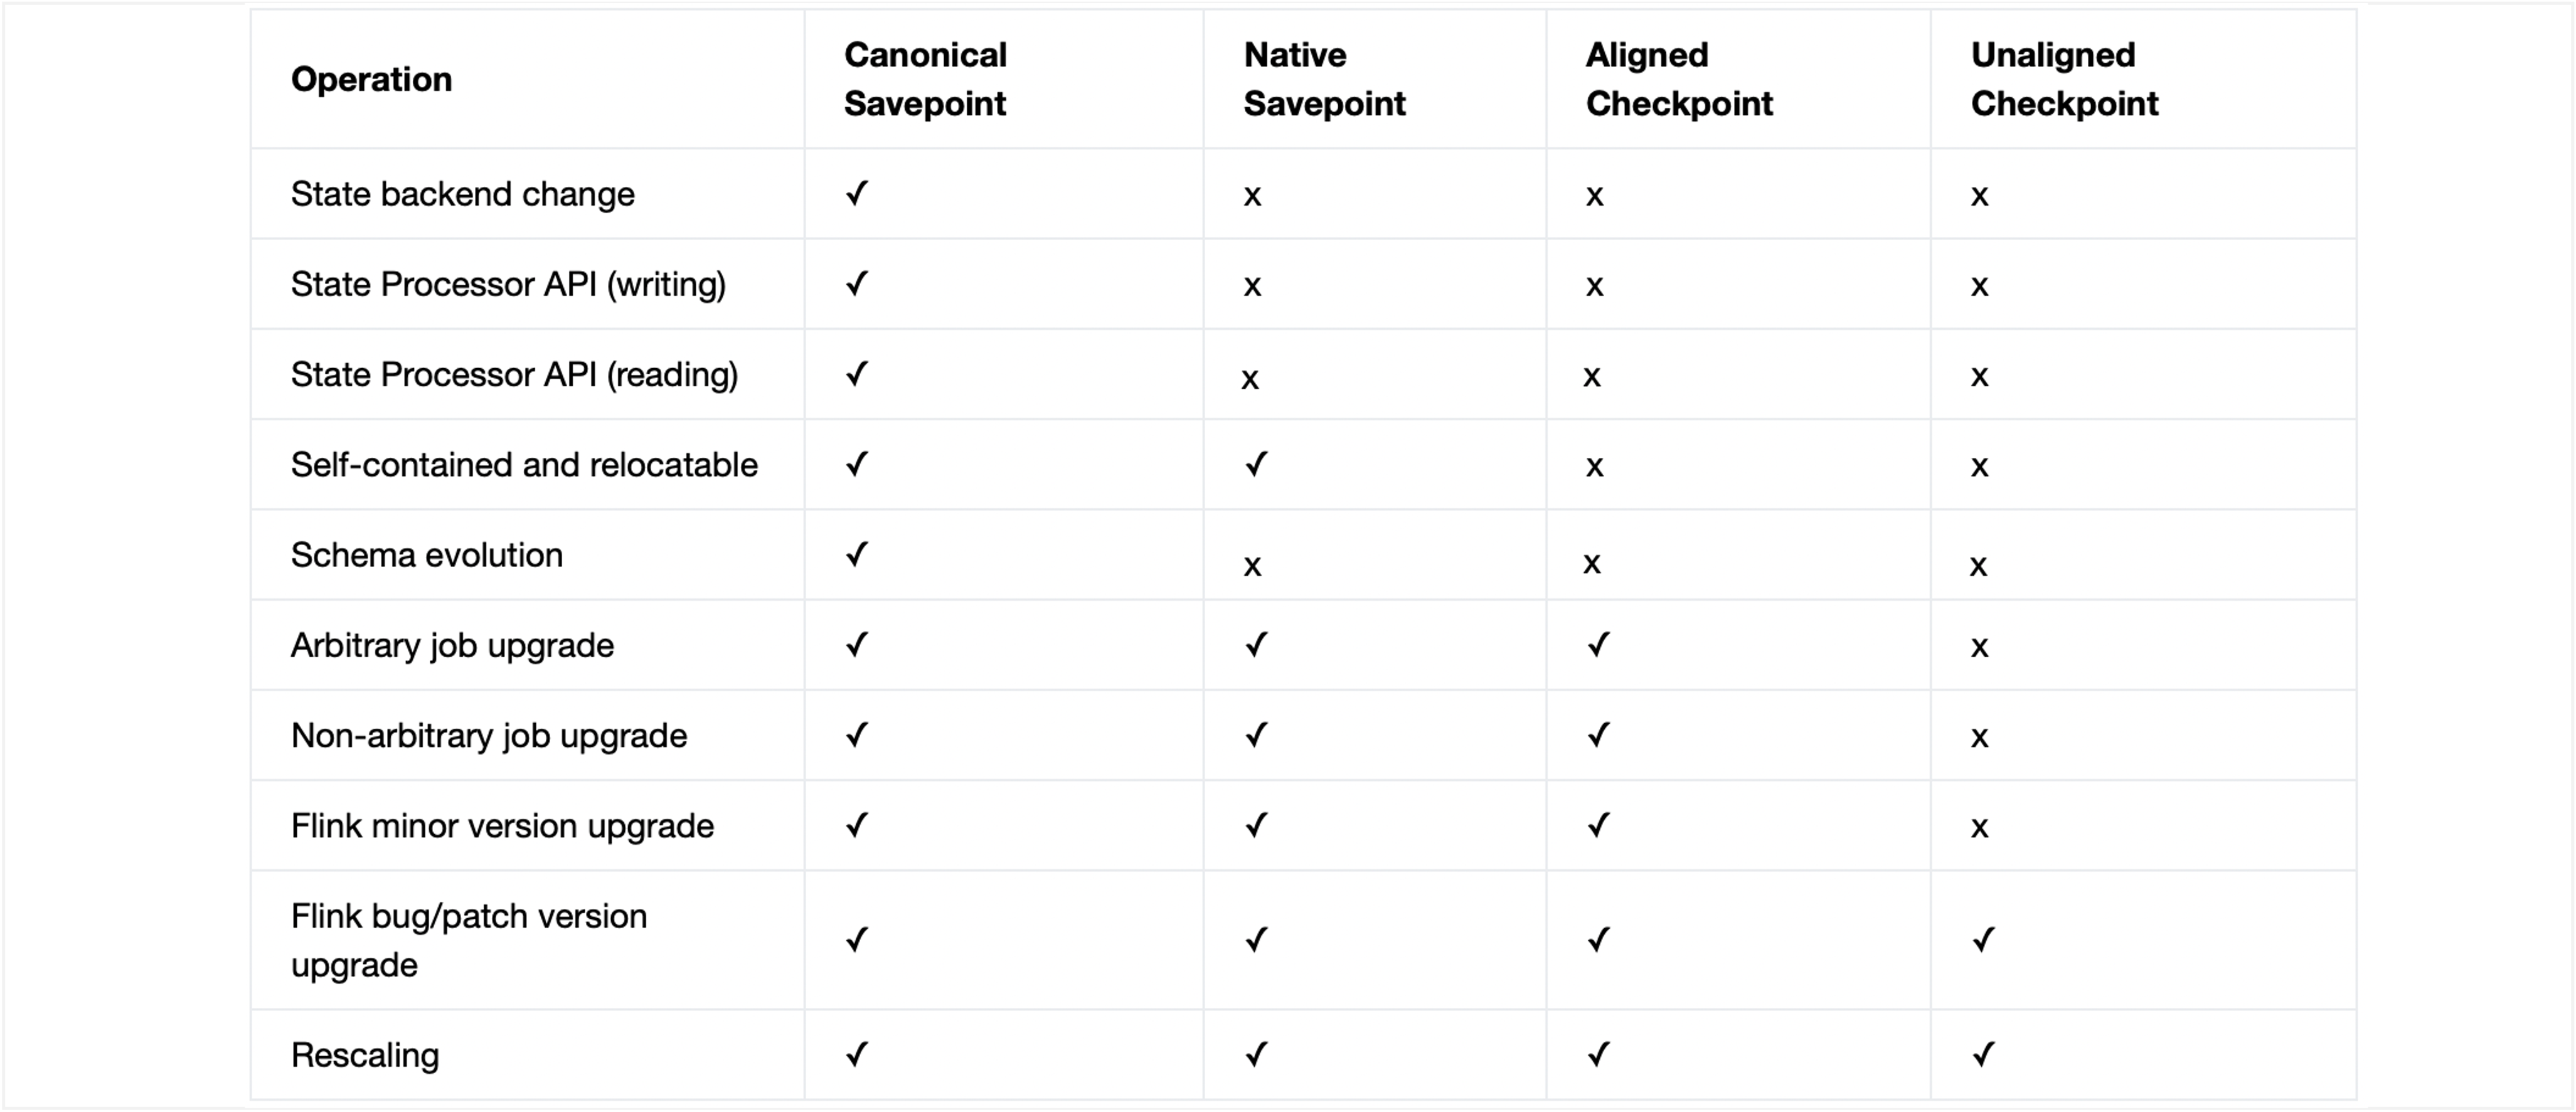 Operation Canonical Savepoint Native Savepoint Aligned Checkpoint Unaligned Checkpoint
State backend change ✓ x x x
State Processor API (writing) ✓ x x x
State Processor API (reading) ✓ x x x
Self-contained and relocatable ✓ ✓ x x
Schema evolution ✓ x x x
Arbitrary job upgrade ✓ ✓ ✓ x
Non-arbitrary job upgrade ✓ ✓ ✓ x
Flink minor version upgrade ✓ ✓ ✓ x
Flink bug/patch version upgrade ✓ ✓ ✓ ✓
Rescaling ✓ ✓ ✓ ✓